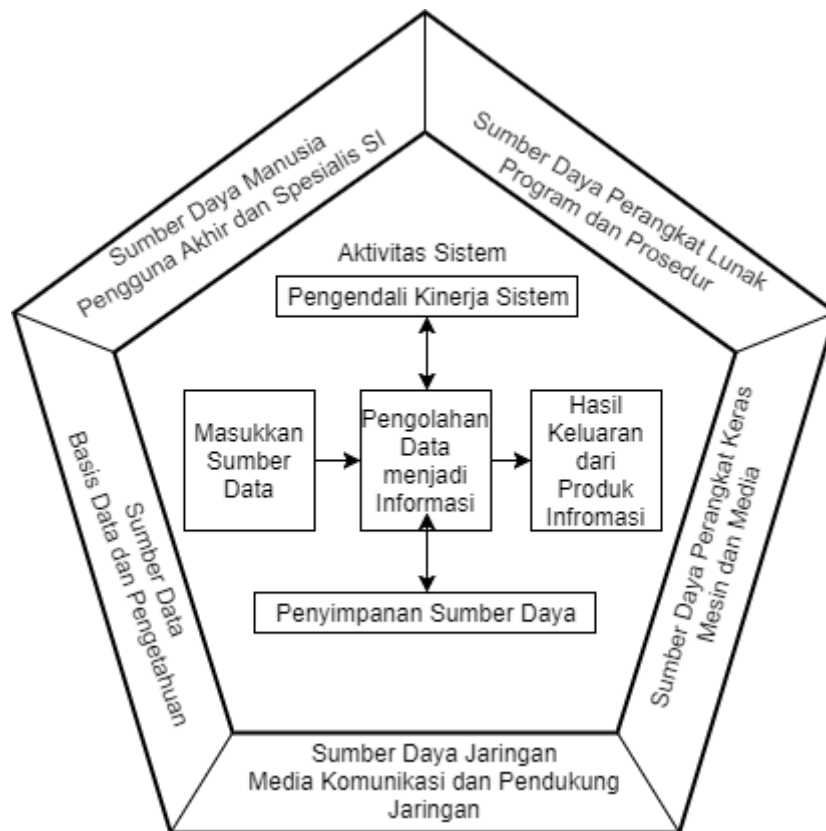 Sumber Daya Manusia
Pengguna Akhir dan Spesialis SI
Sumber Daya Perangkat Lunak
Program dan Prosedur
Aktivitas Sistem
Pengendali Kinerja Sistem
Masukkan
Sumber
Data
Pengolahan
Data
menjadi
Informasi
Hasil
Keluaran
dari
Produk
Infromasi
Penyimpanan Sumber Daya
Sumber Data
Basis Data dan Pengetahuan
Sumber Daya Perangkat Keras
Mesin dan Media
Sumber Daya Jaringan
Media Komunikasi dan Pendukung
Jaringan